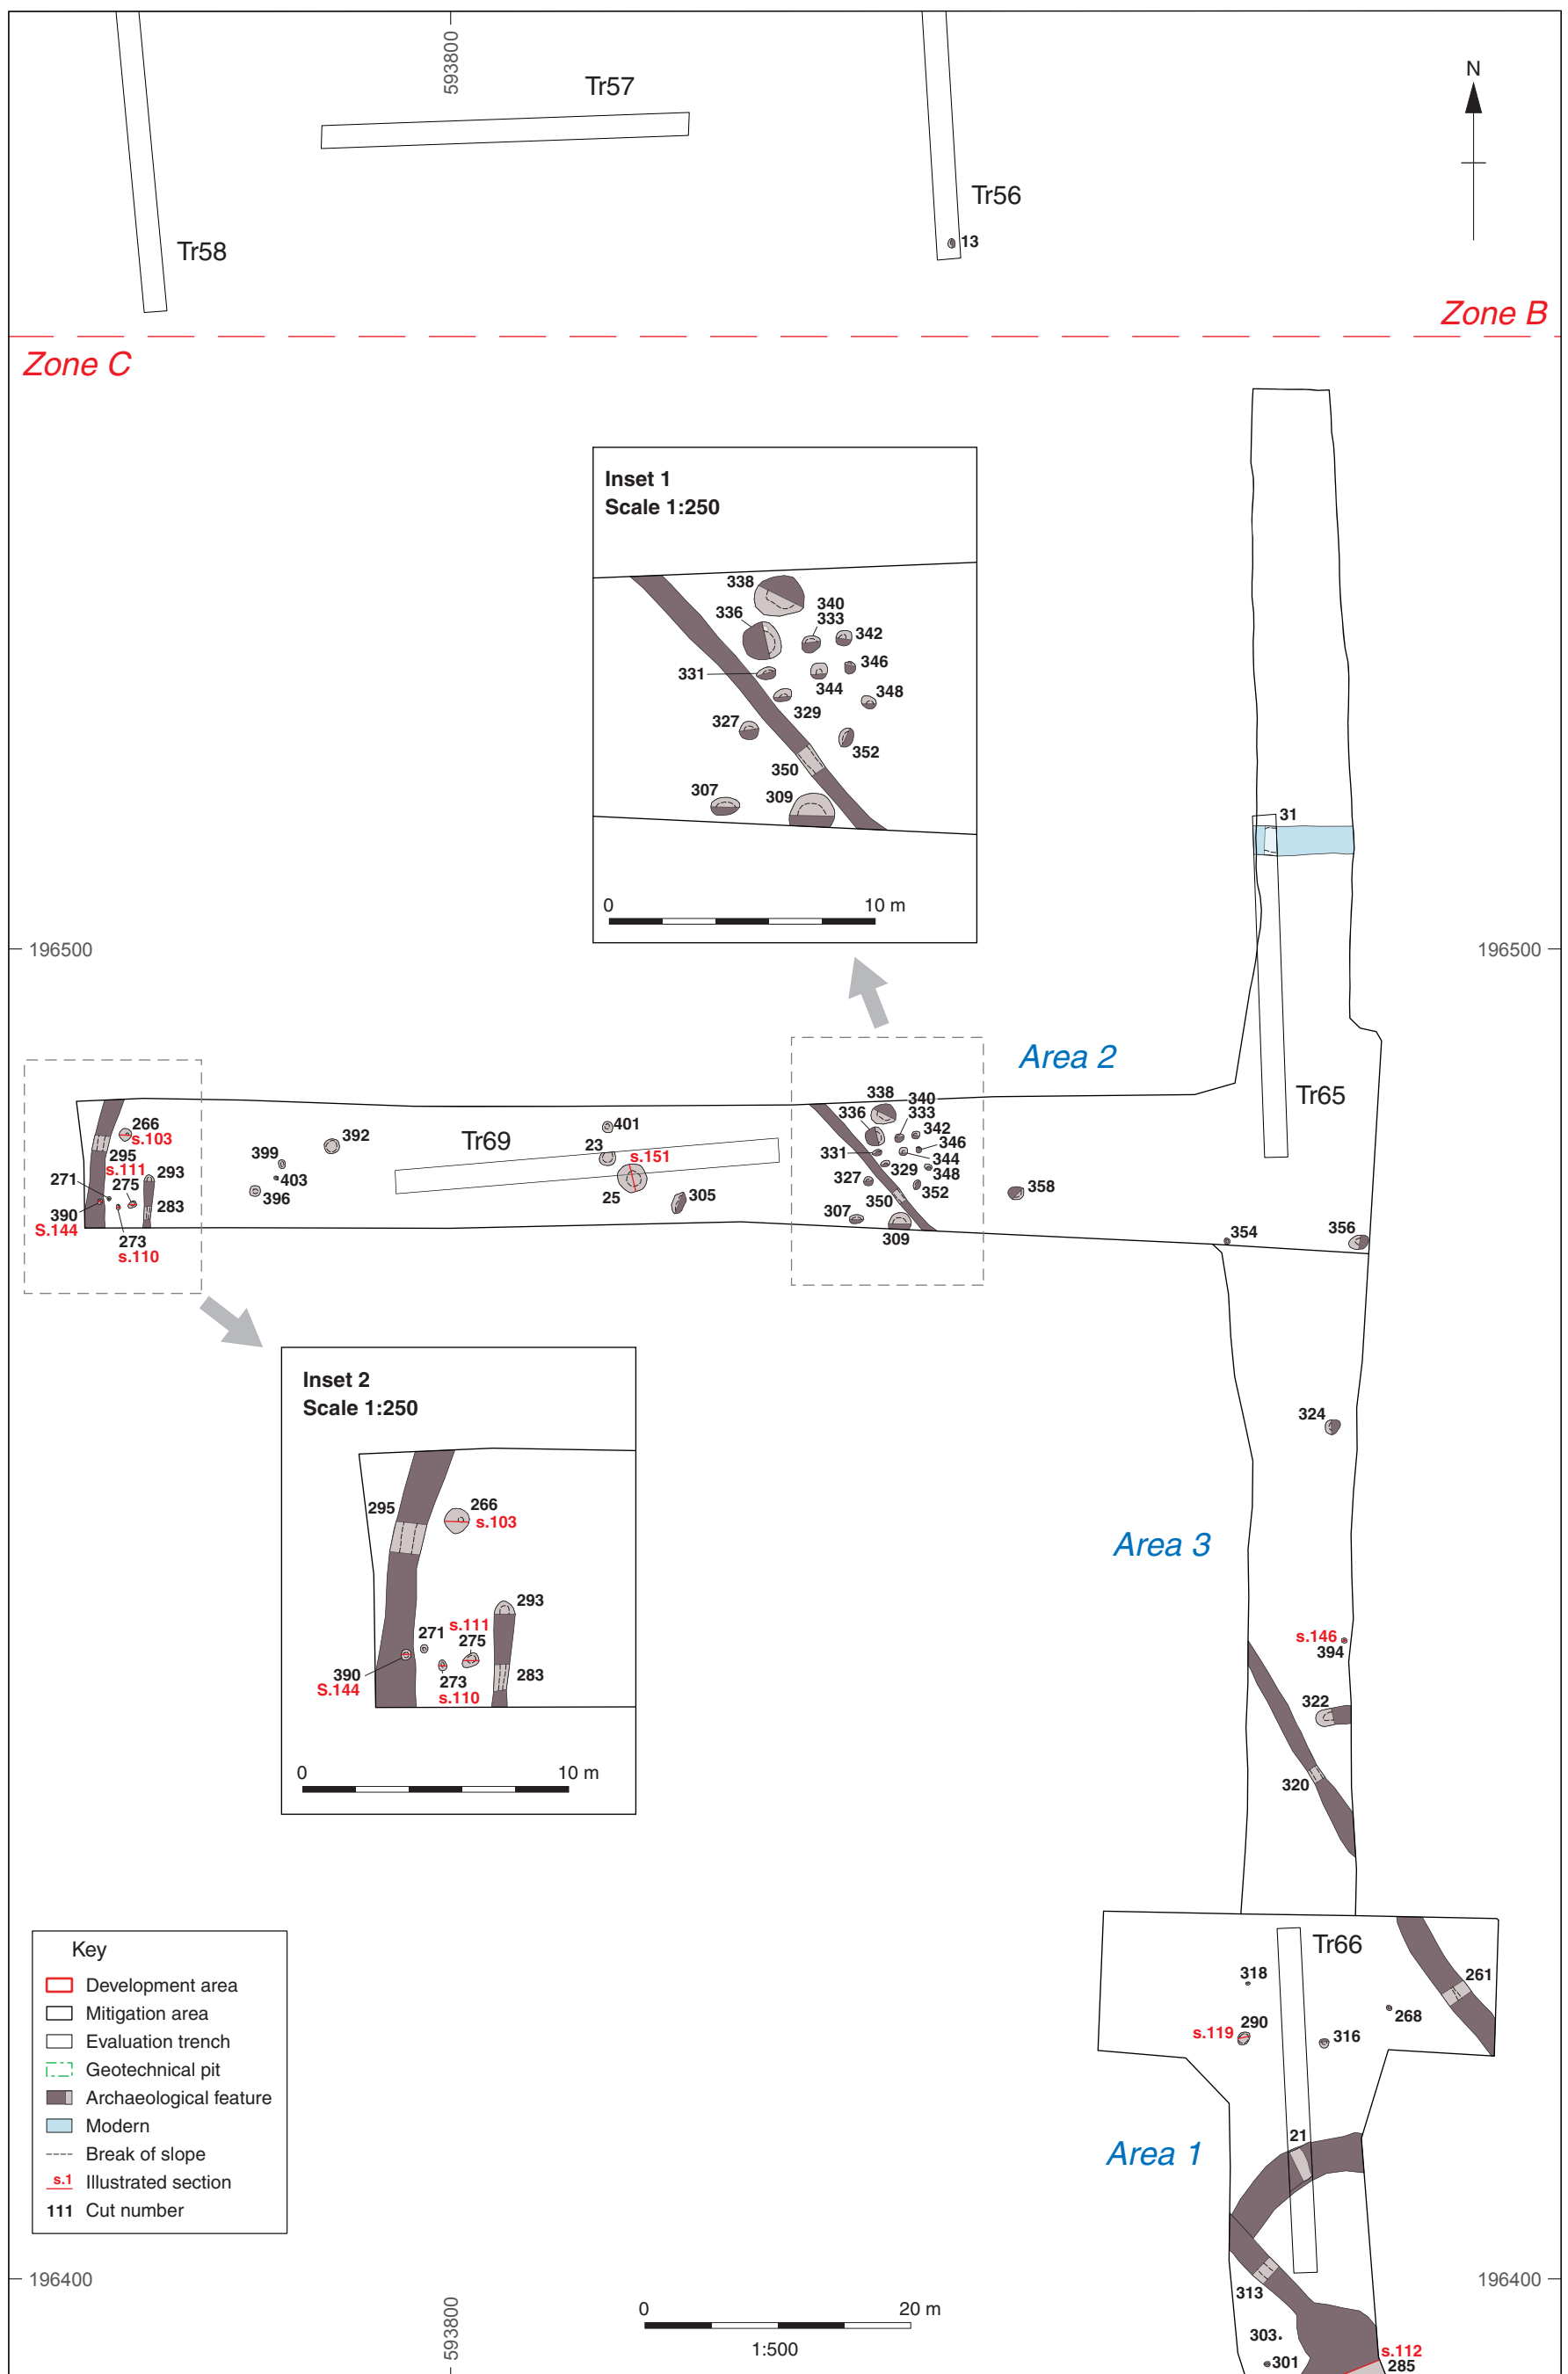 593800
Tr57
N
Tr56
13
Tr58
Zone B
Zone C
Inset 1
Scale 1:250
338
340
336
333
342
346
331
344
348
329
327
352
350
307
309
0 10 m
31
196500
196500
Area 2
Tr65
338
340
336
333
342
346
331
344
329
348
327
352
350
307
309
358
354
356
401
Tr69
23
s.151
25
305
392
399
403
396
266
s.103
295
s.111
293
271
275
283
390
S.144
273
s.110
Inset 2
Scale 1:250
295
266
s.103
293
s.111
271
275
390
283
S.144
273
s.110
0 10 m
324
Area 3
s.146
394
322
320
Tr66
318
261
268
290
s.119
316
Area 1
21
313
303
301
s.112
285
Key
Development area
Mitigation area
Evaluation trench
Geotechnical pit
Archaeological feature
Modern
Break of slope
s.1 Illustrated section
111 Cut number
196400
196400
593800
0 20 m
1:500